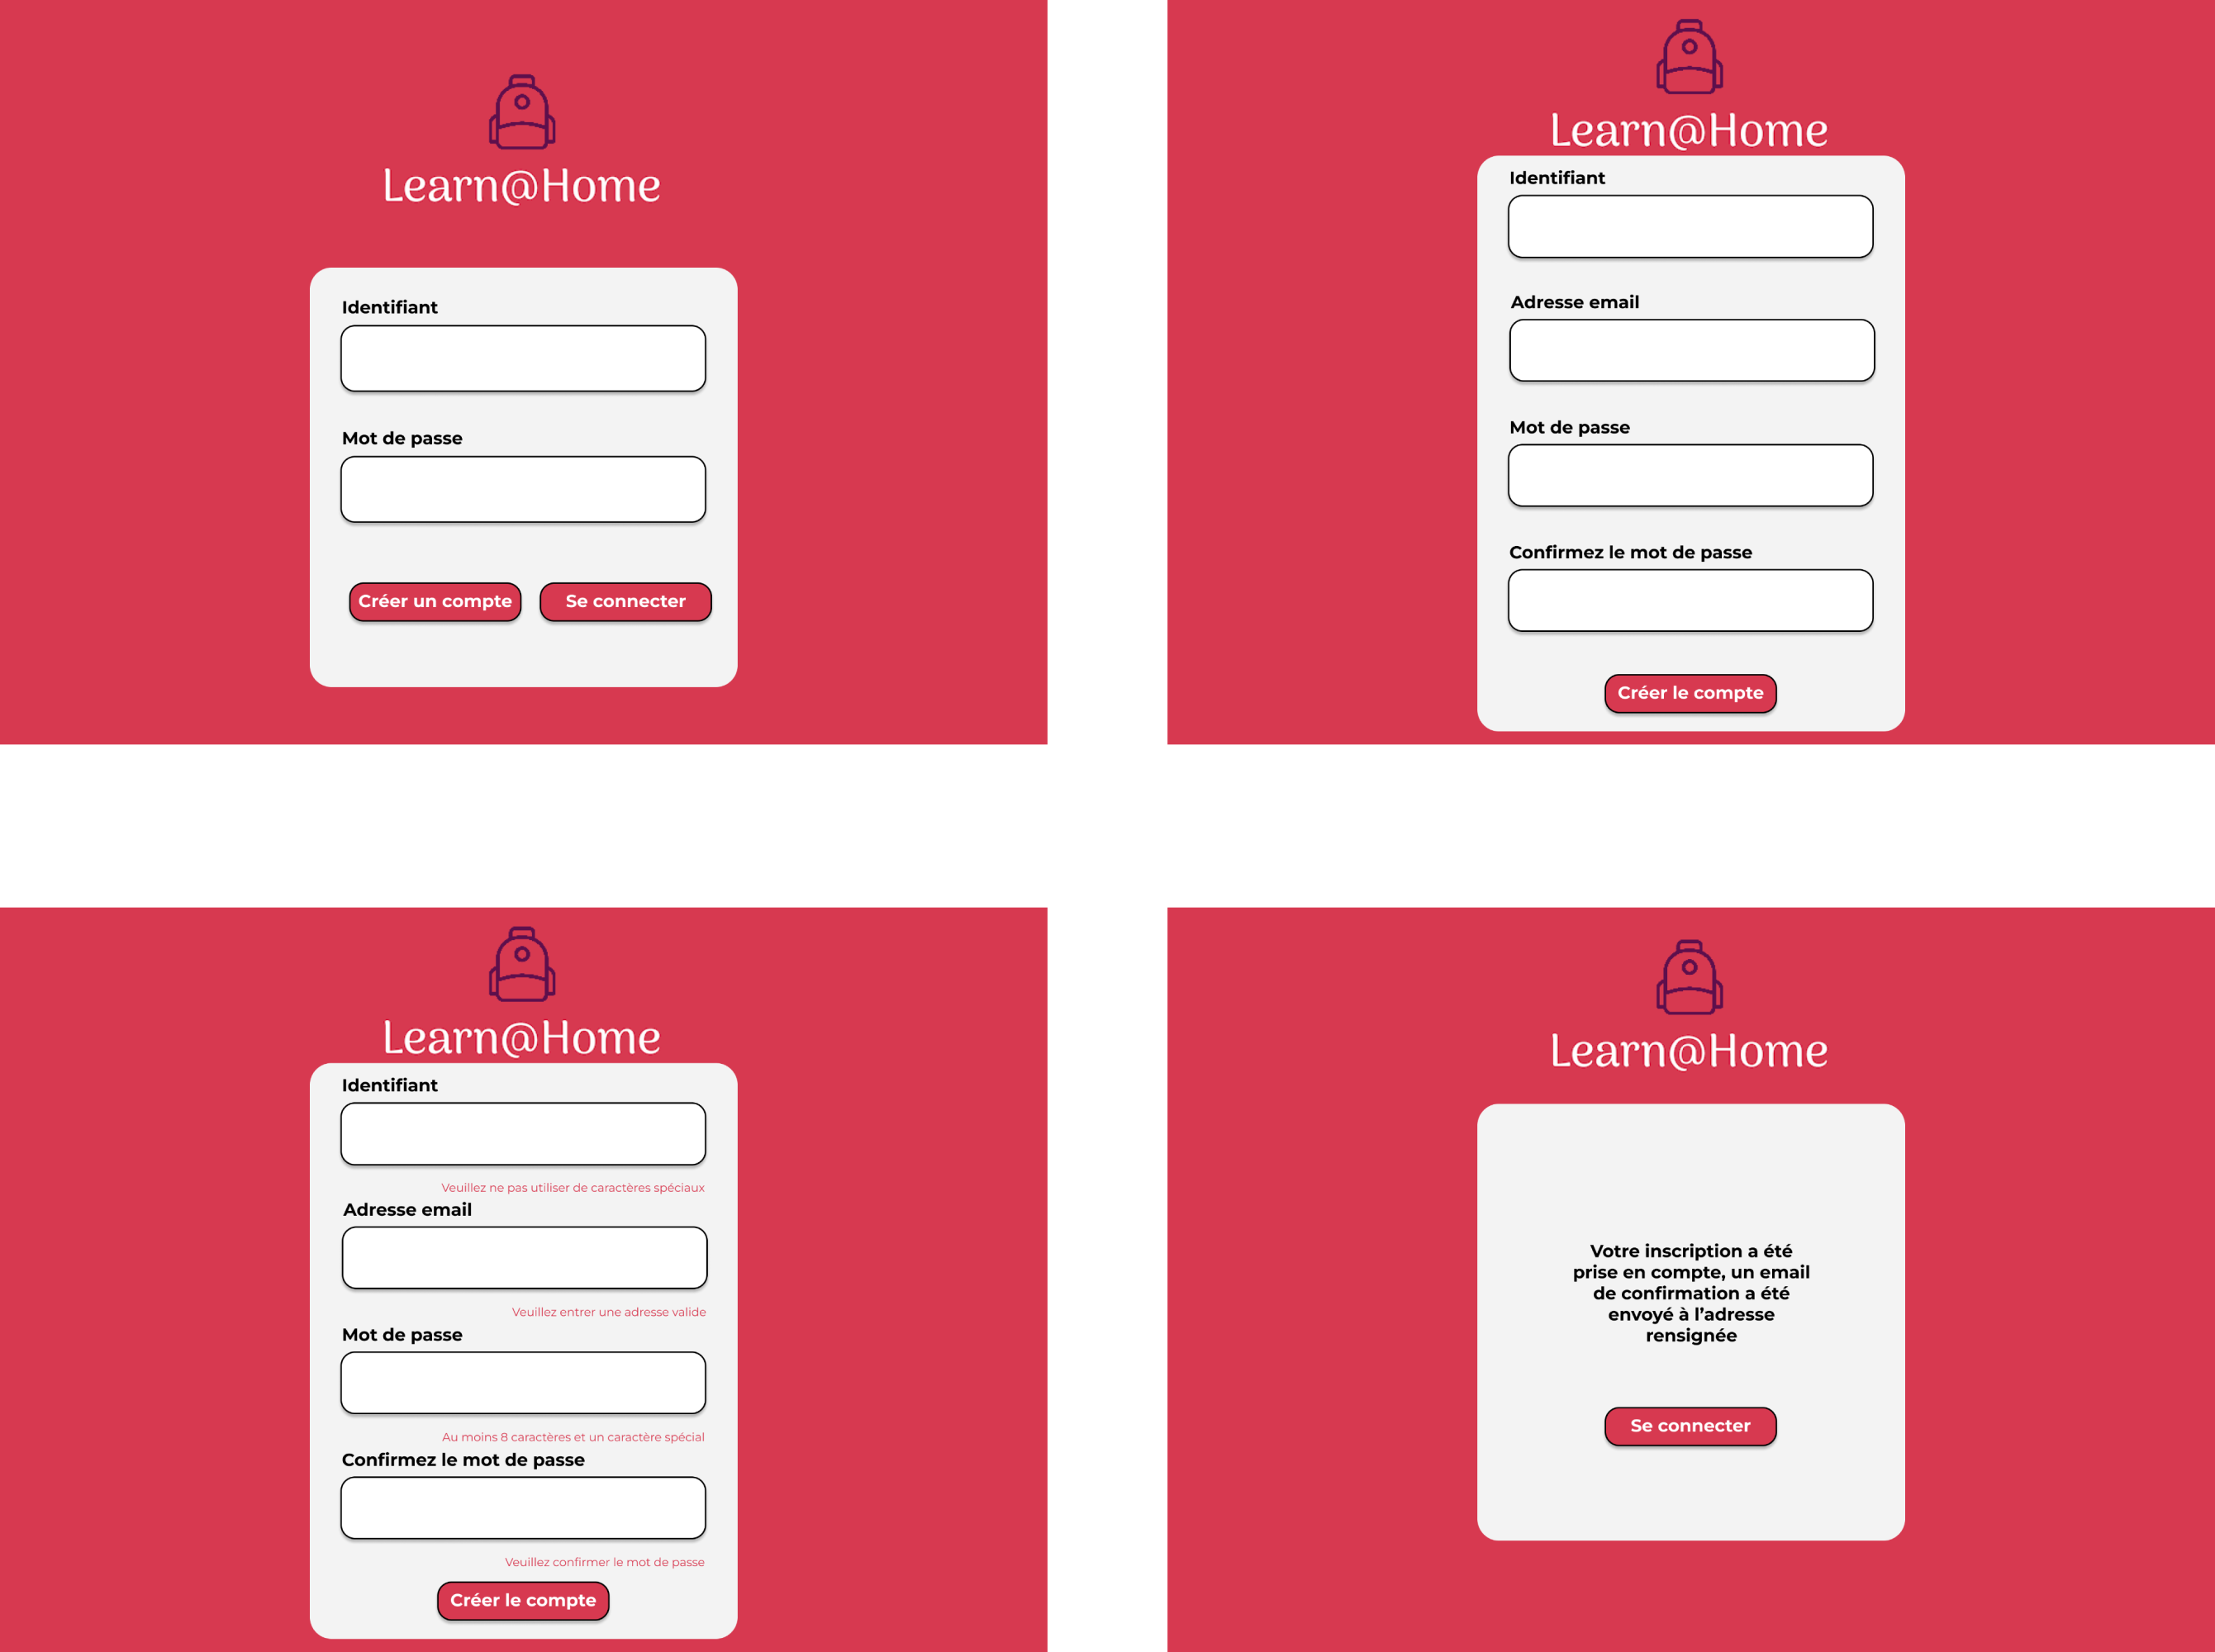 Learn@Home
Identifiant
Mot de passe
Créer un compte
Se connecter
Learn@Home
Identifiant
Adresse email
Mot de passe
Confirmez le mot de passe
Créer le compte
Learn@Home
Identifiant
Veuillez ne pas utiliser de caractères spéciaux
Adresse email
Veuillez entrer une adresse valide
Mot de passe
Au moins 8 caractères et un caractère spécial
Confirmez le mot de passe
Veuillez confirmer le mot de passe
Créer le compte
Learn@Home
Votre inscription a été
prise en compte, un email
de confirmation a été
envoyé à l’adresse
rensignée
Se connecter